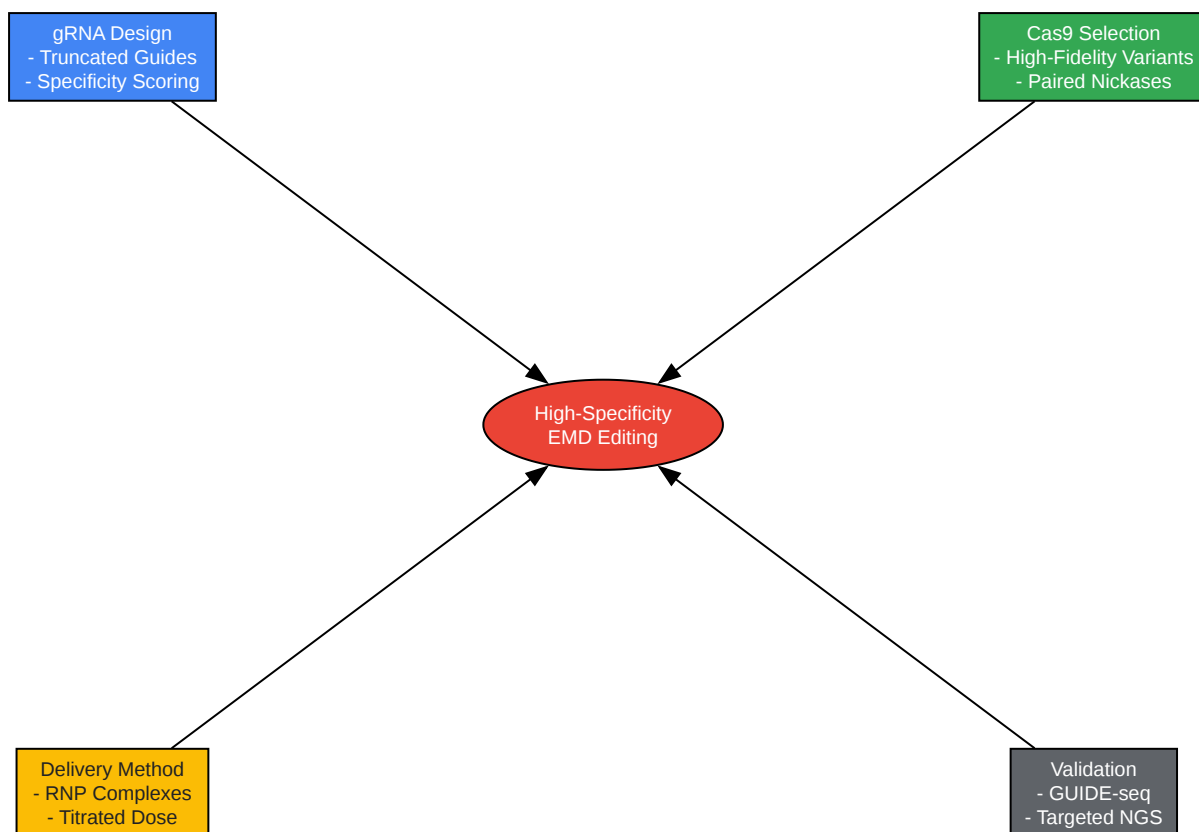 gRNA Design
- Truncated Guides
- Specificity Scoring
Cas9 Selection
- High-Fidelity Variants
- Paired Nickases
High-Specificity
EMD Editing
Delivery Method
- RNP Complexes
- Titrated Dose
Validation
- GUIDE-seq
- Targeted NGS